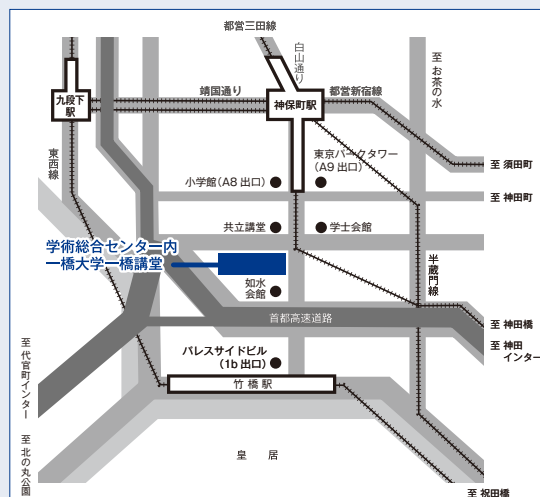 都営三田線
白山通り
至 お茶の水
靖国通り
都営新宿線
九段下
駅
神保町駅
東西線
東京パークタワー
(A9 出口)
小学館(A8 出口)
至 須田町
至 神田町
共立講堂
学士会館
学術総合センター内
一橋大学一橋講堂
半蔵門線
如水
会館
首都高速道路
至 神田橋
至 神田
インター
至 代官町インター
パレスサイドビル
(1b 出口)
竹橋駅
至 北の丸公園
皇居
至 祝田橋